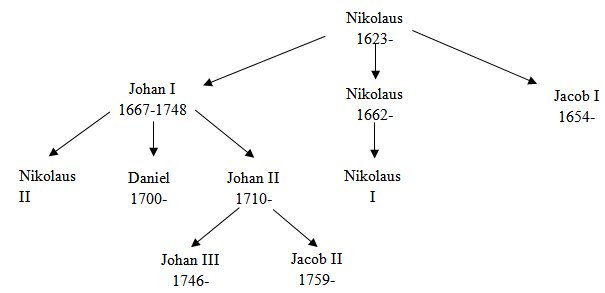 Nikolaus
1623-
Johan I
1667-1748
Nikolaus
1662-
Jacob I
1654-
Nikolaus
II
Daniel
1700-
Johan II
1710-
Nikolaus
I
Johan III
1746-
Jacob II
1759-